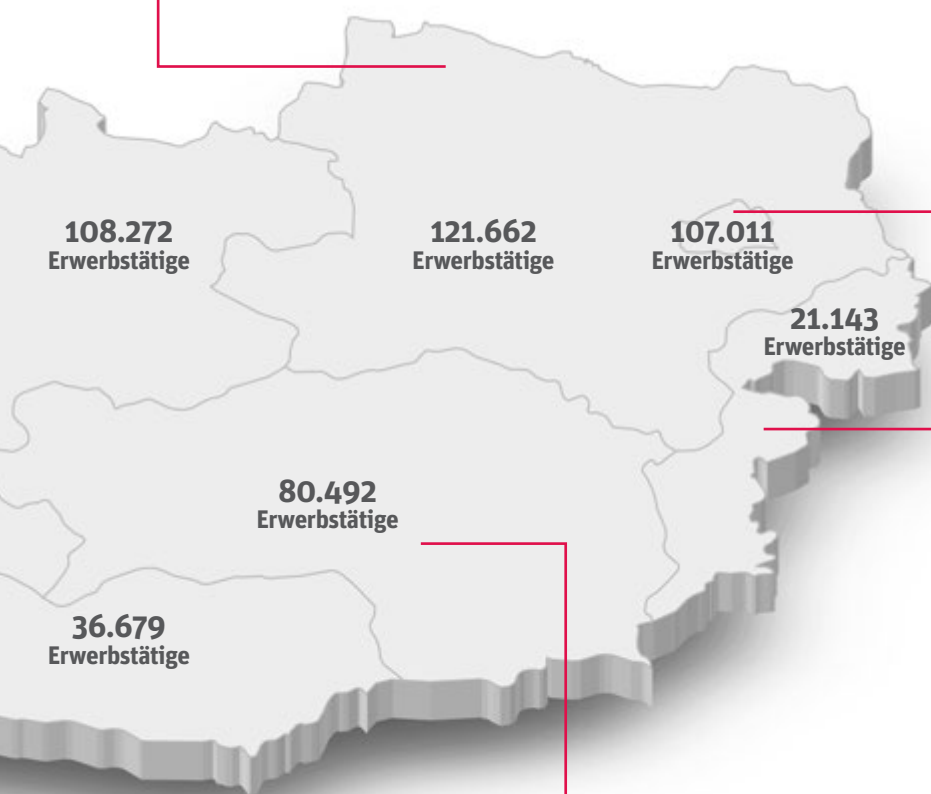 108.272
Erwerbstätige
121.662
Erwerbstätige
107.011
Erwerbstätige
21.143
Erwerbstätige
80.492
Erwerbstätige
36.679
Erwerbstätige